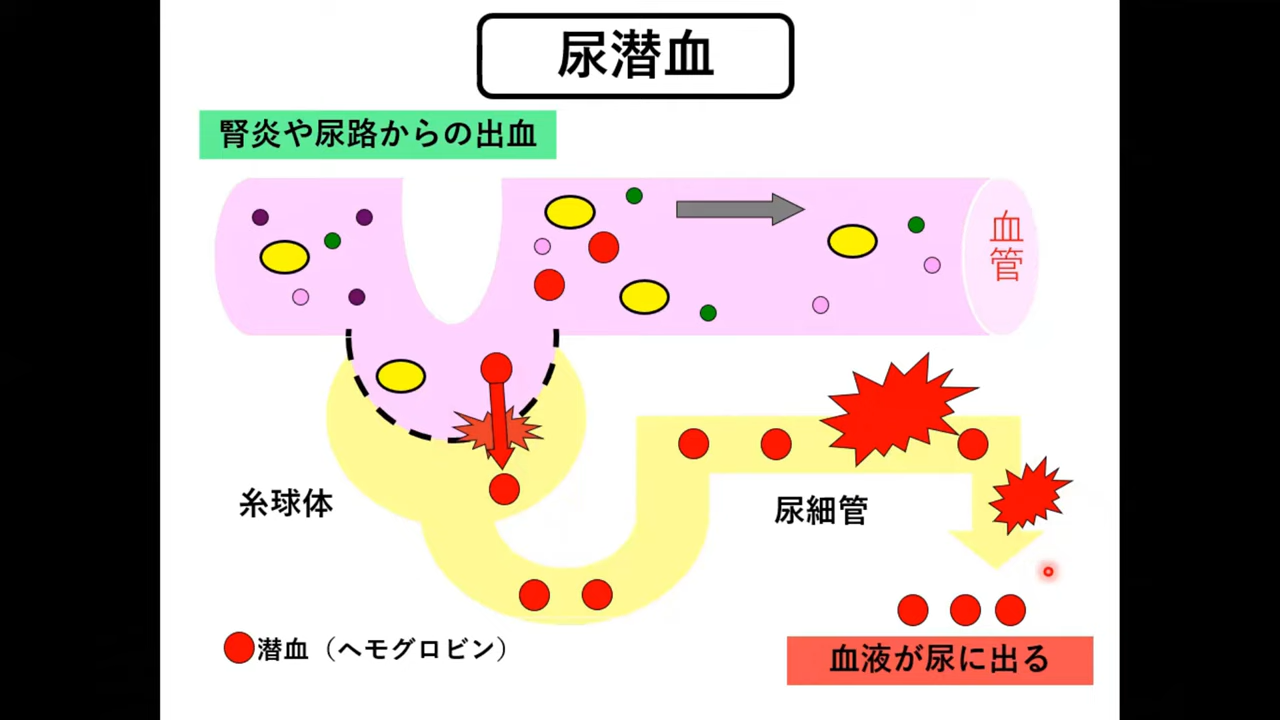 尿潜血
腎炎や尿路からの出血
血管
糸球体
尿細管
潜血（ヘモグロビン）
血液が尿に出る